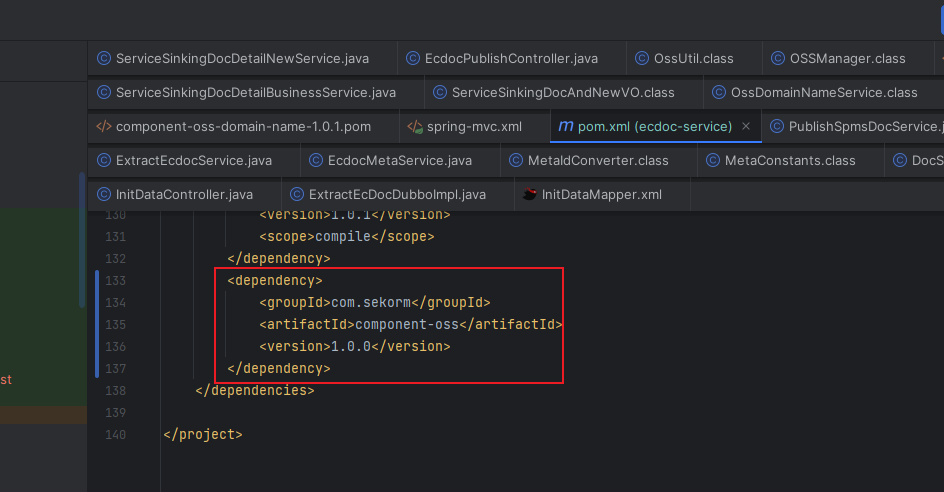 ServiceSinkingDocDetailNewService.java EcdocPublishController.java OssUtil.class OSSManager.class
ServiceSinkingDocDetailBusinessService.java ServiceSinkingDocAndNewVO.class OssDomainNameService.class
component-oss-domain-name-1.0.1.pom spring-mvc.xml m pom.xml (ecdoc-service) PublishSpmsDocService.j
ExtractEcdocService.java EcdocMetaService.java MetaIdConverter.class MetaConstants.class DocS
InitDataController.java ExtractEcDocDubboImpl.java InitDataMapper.xml
130 <version>1.0.1</version>
131 <scope>compile</scope>
132 </dependency>
133 <dependency>
134 <groupId>com.sekorm</groupId>
135 <artifactId>component-oss</artifactId>
136 <version>1.0.0</version>
137 </dependency>
st
138 </dependencies>
139
140 </project>